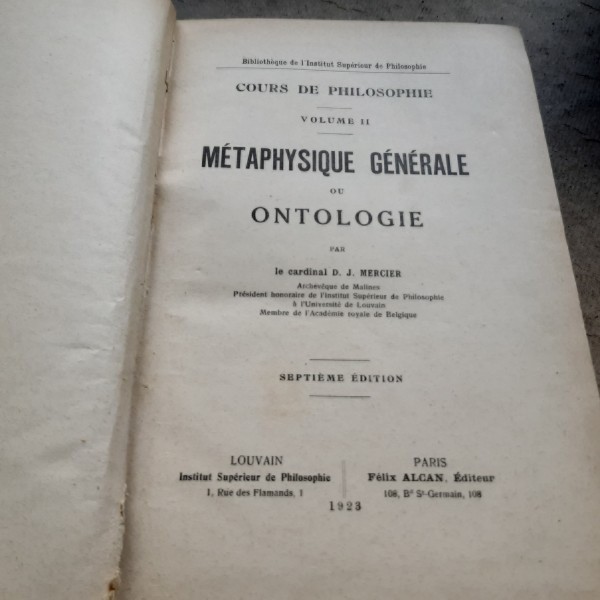 Bibliothèque de l'Institut Supérieur de Philosophie
COURS DE PHILOSOPHIE
VOLUME II
MÉTAPHYSIQUE GÉNÉRALE
OU
ONTOLOGIE
PAR
le cardinal D. J. MERCIER
Archevêque de Malines
Président honoraire de l'Institut Supérieur de Philosophie
à l'Université de Louvain
Membre de l'Académie royale de Belgique
SEPTIÈME ÉDITION
LOUVAIN
Institut Supérieur de Philosophie
1, Rue des Flamands, 1
PARIS
Félix ALCAN, Éditeur
108, Bd St-Germain, 108
1923